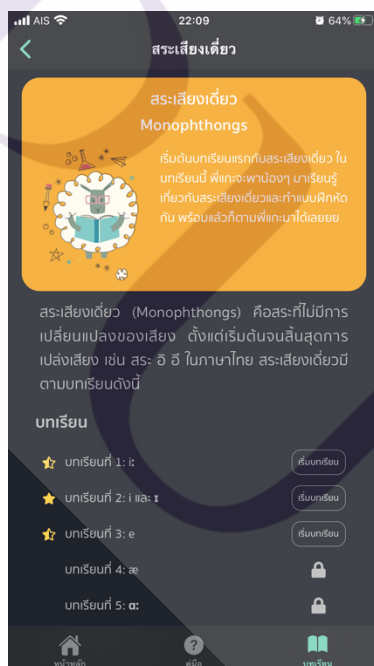 AIS 22:09 64%
สระเสียงเดี่ยว
สระเสียงเดี่ยว
Monophthongs
เริ่มต้นบทเรียนแรกกับสระเสียงเดี่ยว ใน
บทเรียนนี้ พี่แกะจะพาน้องๆ มาเรียนรู้
เกี่ยวกับสระเสียงเดี่ยวและทำแบบฝึกหัด
กัน พร้อมแล้วก็ตามพี่แกะมาได้เลยยย
สระเสียงเดี่ยว (Monophthongs) คือสระที่ไม่มีการ
เปลี่ยนแปลงของเสียง ตั้งแต่เริ่มต้นจนสิ้นสุดการ
เปล่งเสียง เช่น สระ อิ อี ในภาษาไทย สระเสียงเดี่ยวมี
ตามบทเรียนดังนี้
บทเรียน
บทเรียนที่ 1: iː เริ่มบทเรียน
บทเรียนที่ 2: i และ ɪ เริ่มบทเรียน
บทเรียนที่ 3: e เริ่มบทเรียน
บทเรียนที่ 4: æ
บทเรียนที่ 5: ɑː
หน้าหลัก คู่มือ บทเรียน